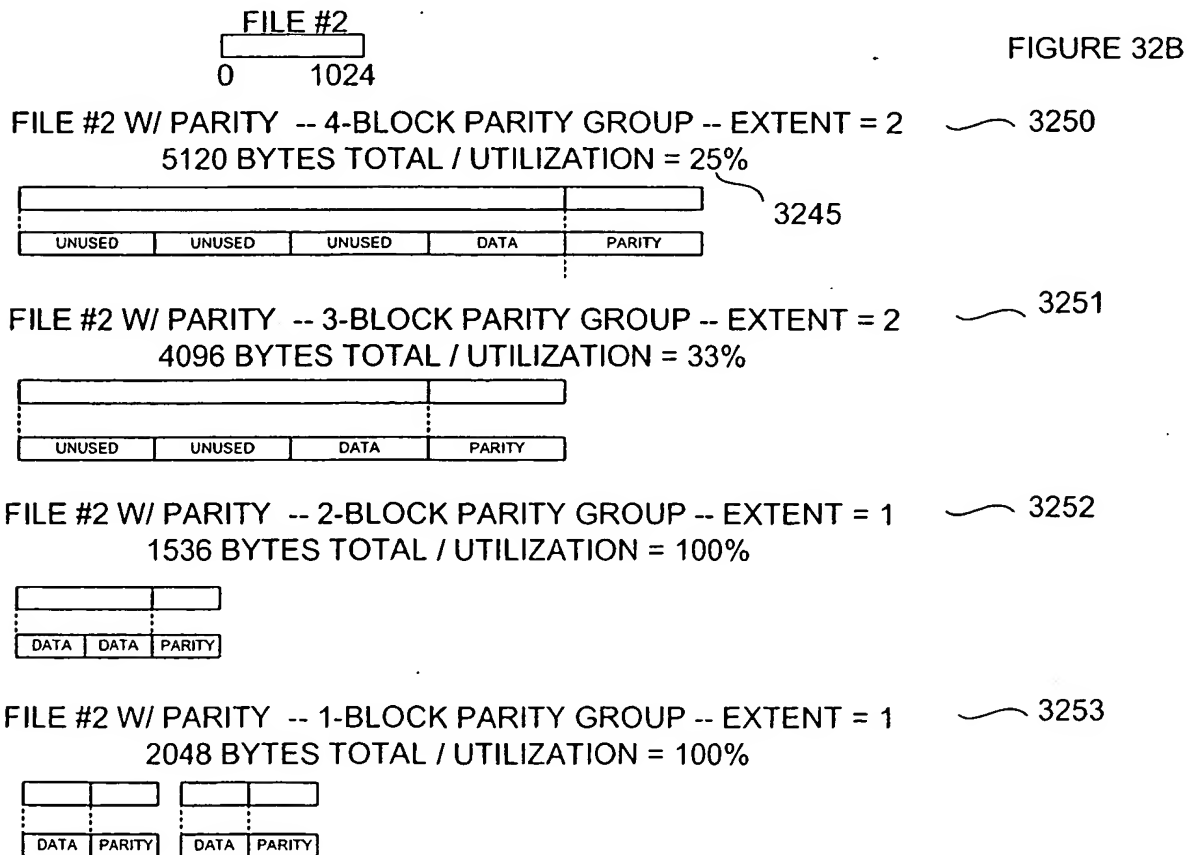 FILE #2
0 1024
FIGURE 32B
FILE #2 W/ PARITY -- 4-BLOCK PARITY GROUP -- EXTENT = 2 3250
5120 BYTES TOTAL / UTILIZATION = 25%
3245
UNUSED UNUSED UNUSED DATA PARITY
FILE #2 W/ PARITY -- 3-BLOCK PARITY GROUP -- EXTENT = 2 3251
4096 BYTES TOTAL / UTILIZATION = 33%
UNUSED UNUSED DATA PARITY
FILE #2 W/ PARITY -- 2-BLOCK PARITY GROUP -- EXTENT = 1 3252
1536 BYTES TOTAL / UTILIZATION = 100%
DATA DATA PARITY
FILE #2 W/ PARITY -- 1-BLOCK PARITY GROUP -- EXTENT = 1 3253
2048 BYTES TOTAL / UTILIZATION = 100%
DATA PARITY DATA PARITY